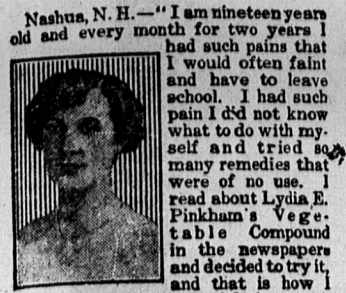 Nashua, N. H.—“I am nineteen years
old and every month for two years I
had such pains that
I would often faint
and have to leave
school. I had such
pain I did not know
what to do with my-
self and tried so
many remedies that
were of no use. I
read about Lydia E.
Pinkham's Vege-
table Compound
in the newspapers
and decided to try it,
and that is how I